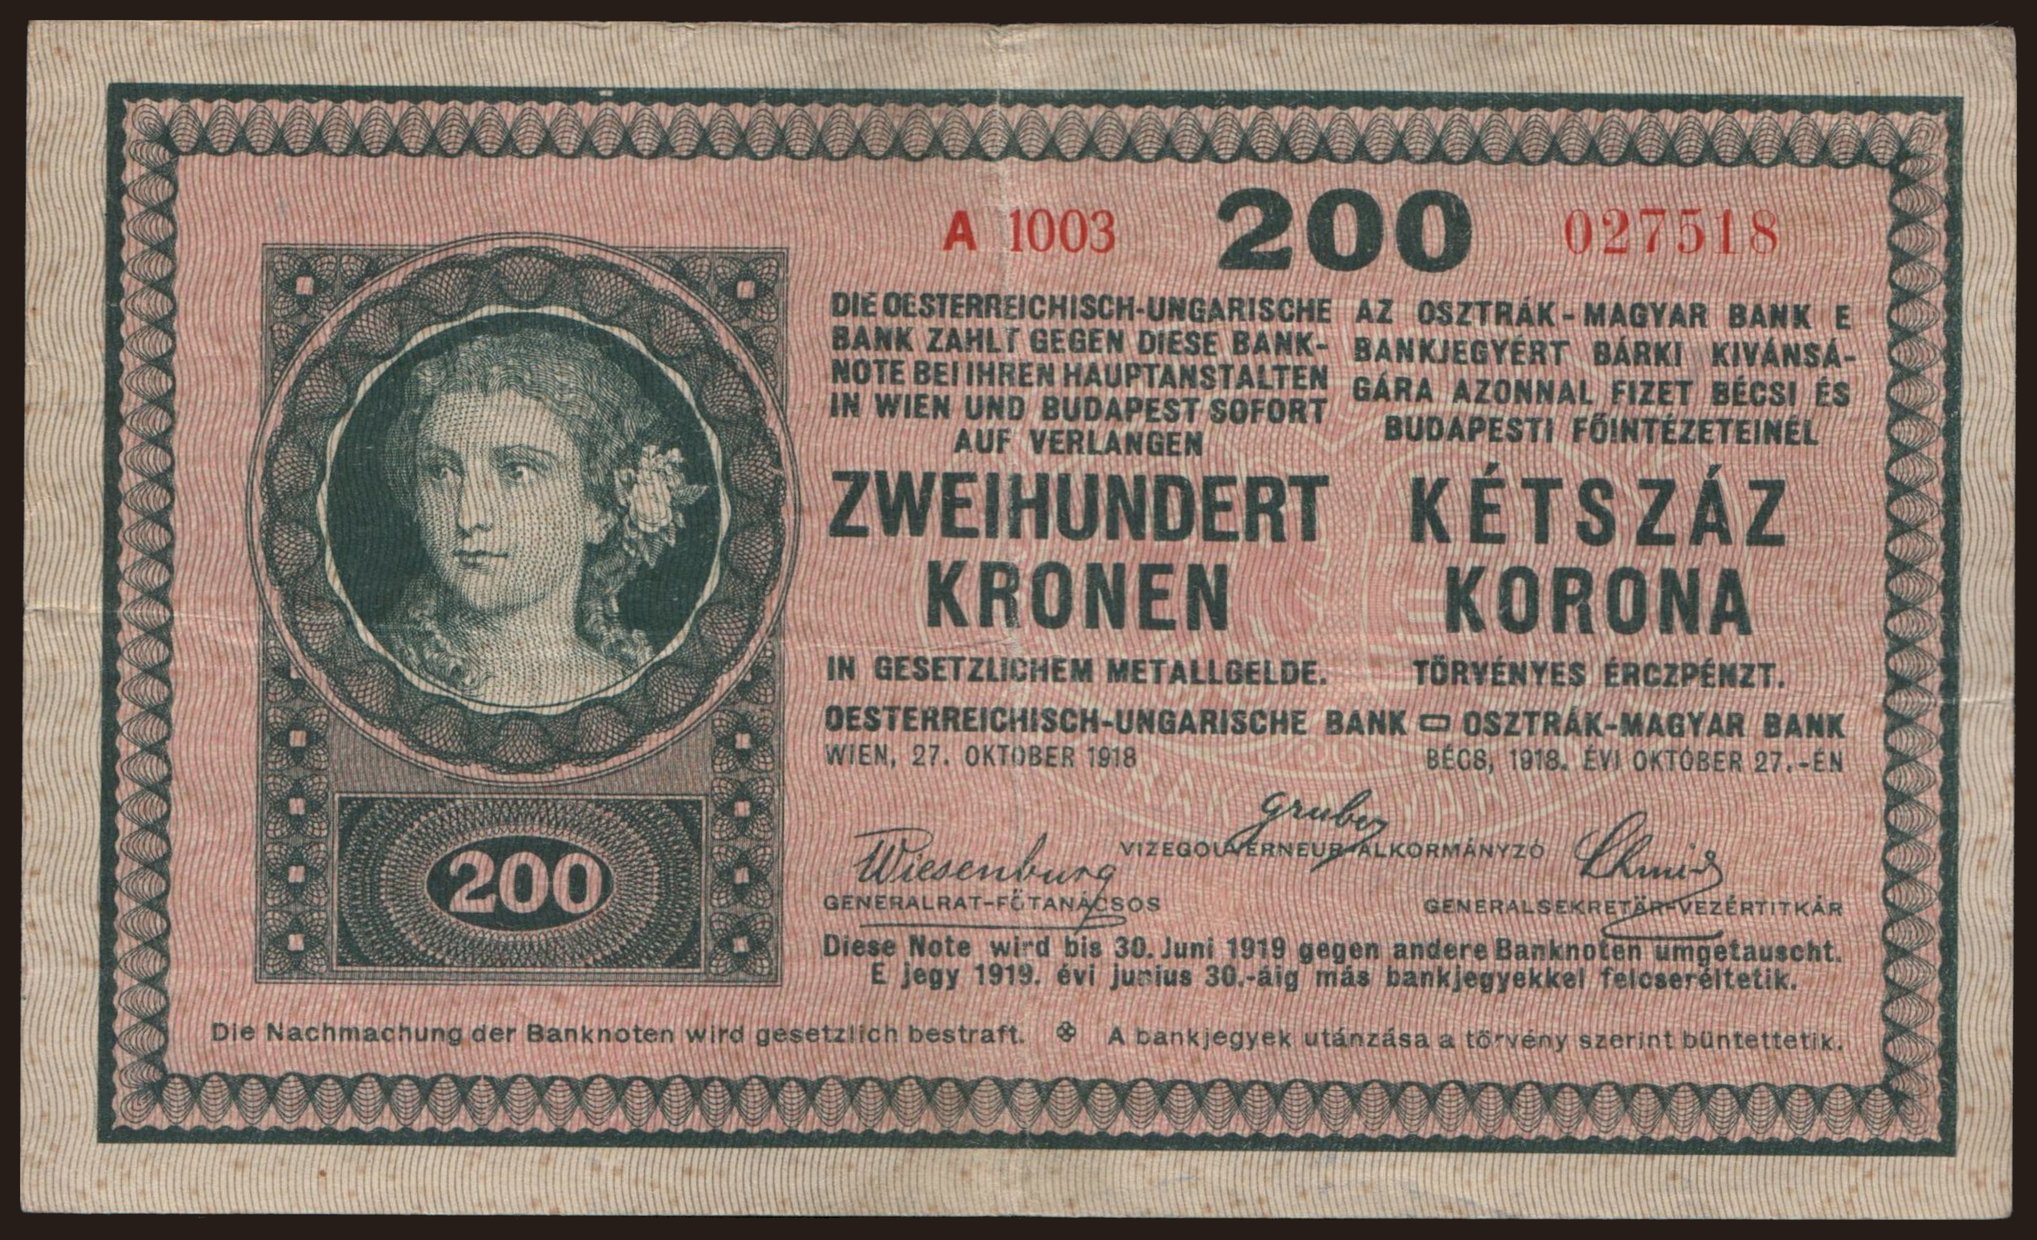 A 1003 200 027518
DIE OESTERREICHISCH-UNGARISCHE
BANK ZAHLT GEGEN DIESE BANK-
NOTE BEI IHREN HAUPTANSTALTEN
IN WIEN UND BUDAPEST SOFORT
AUF VERLANGEN
ZWEIHUNDERT
KRONEN
IN GESETZLICHEM METALLGELDE.
AZ OSZTRÁK-MAGYAR BANK E
BANKJEGYÉRT BÁRKI KIVÁNSÁ-
GÁRA AZONNAL FIZET BÉCSI ÉS
BUDAPESTI FŐINTÉZETEINÉL
KÉTSZÁZ
KORONA
TÖRVÉNYES ÉRCZPÉNZT.
OESTERREICHISCH-UNGARISCHE BANK OSZTRÁK-MAGYAR BANK
WIEN, 27. OKTOBER 1918
BÉCS, 1918. ÉVI OKTÓBER 27.-ÉN
Gruber
VIZEGOUVERNEUR-ALKORMÁNYZÓ
Wiesenburg
GENERALRAT-FŐTANÁCSOS
Schmid
GENERALSEKRETÄR-VEZÉRTITKÁR
200
Diese Note wird bis 30. Juni 1919 gegen andere Banknoten umgetauscht.
E jegy 1919. évi junius 30.-áig más bankjegyekkel felcseréltetik.
Die Nachmachung der Banknoten wird gesetzlich bestraft.
A bankjegyek utánzása a törvény szerint büntettetik.